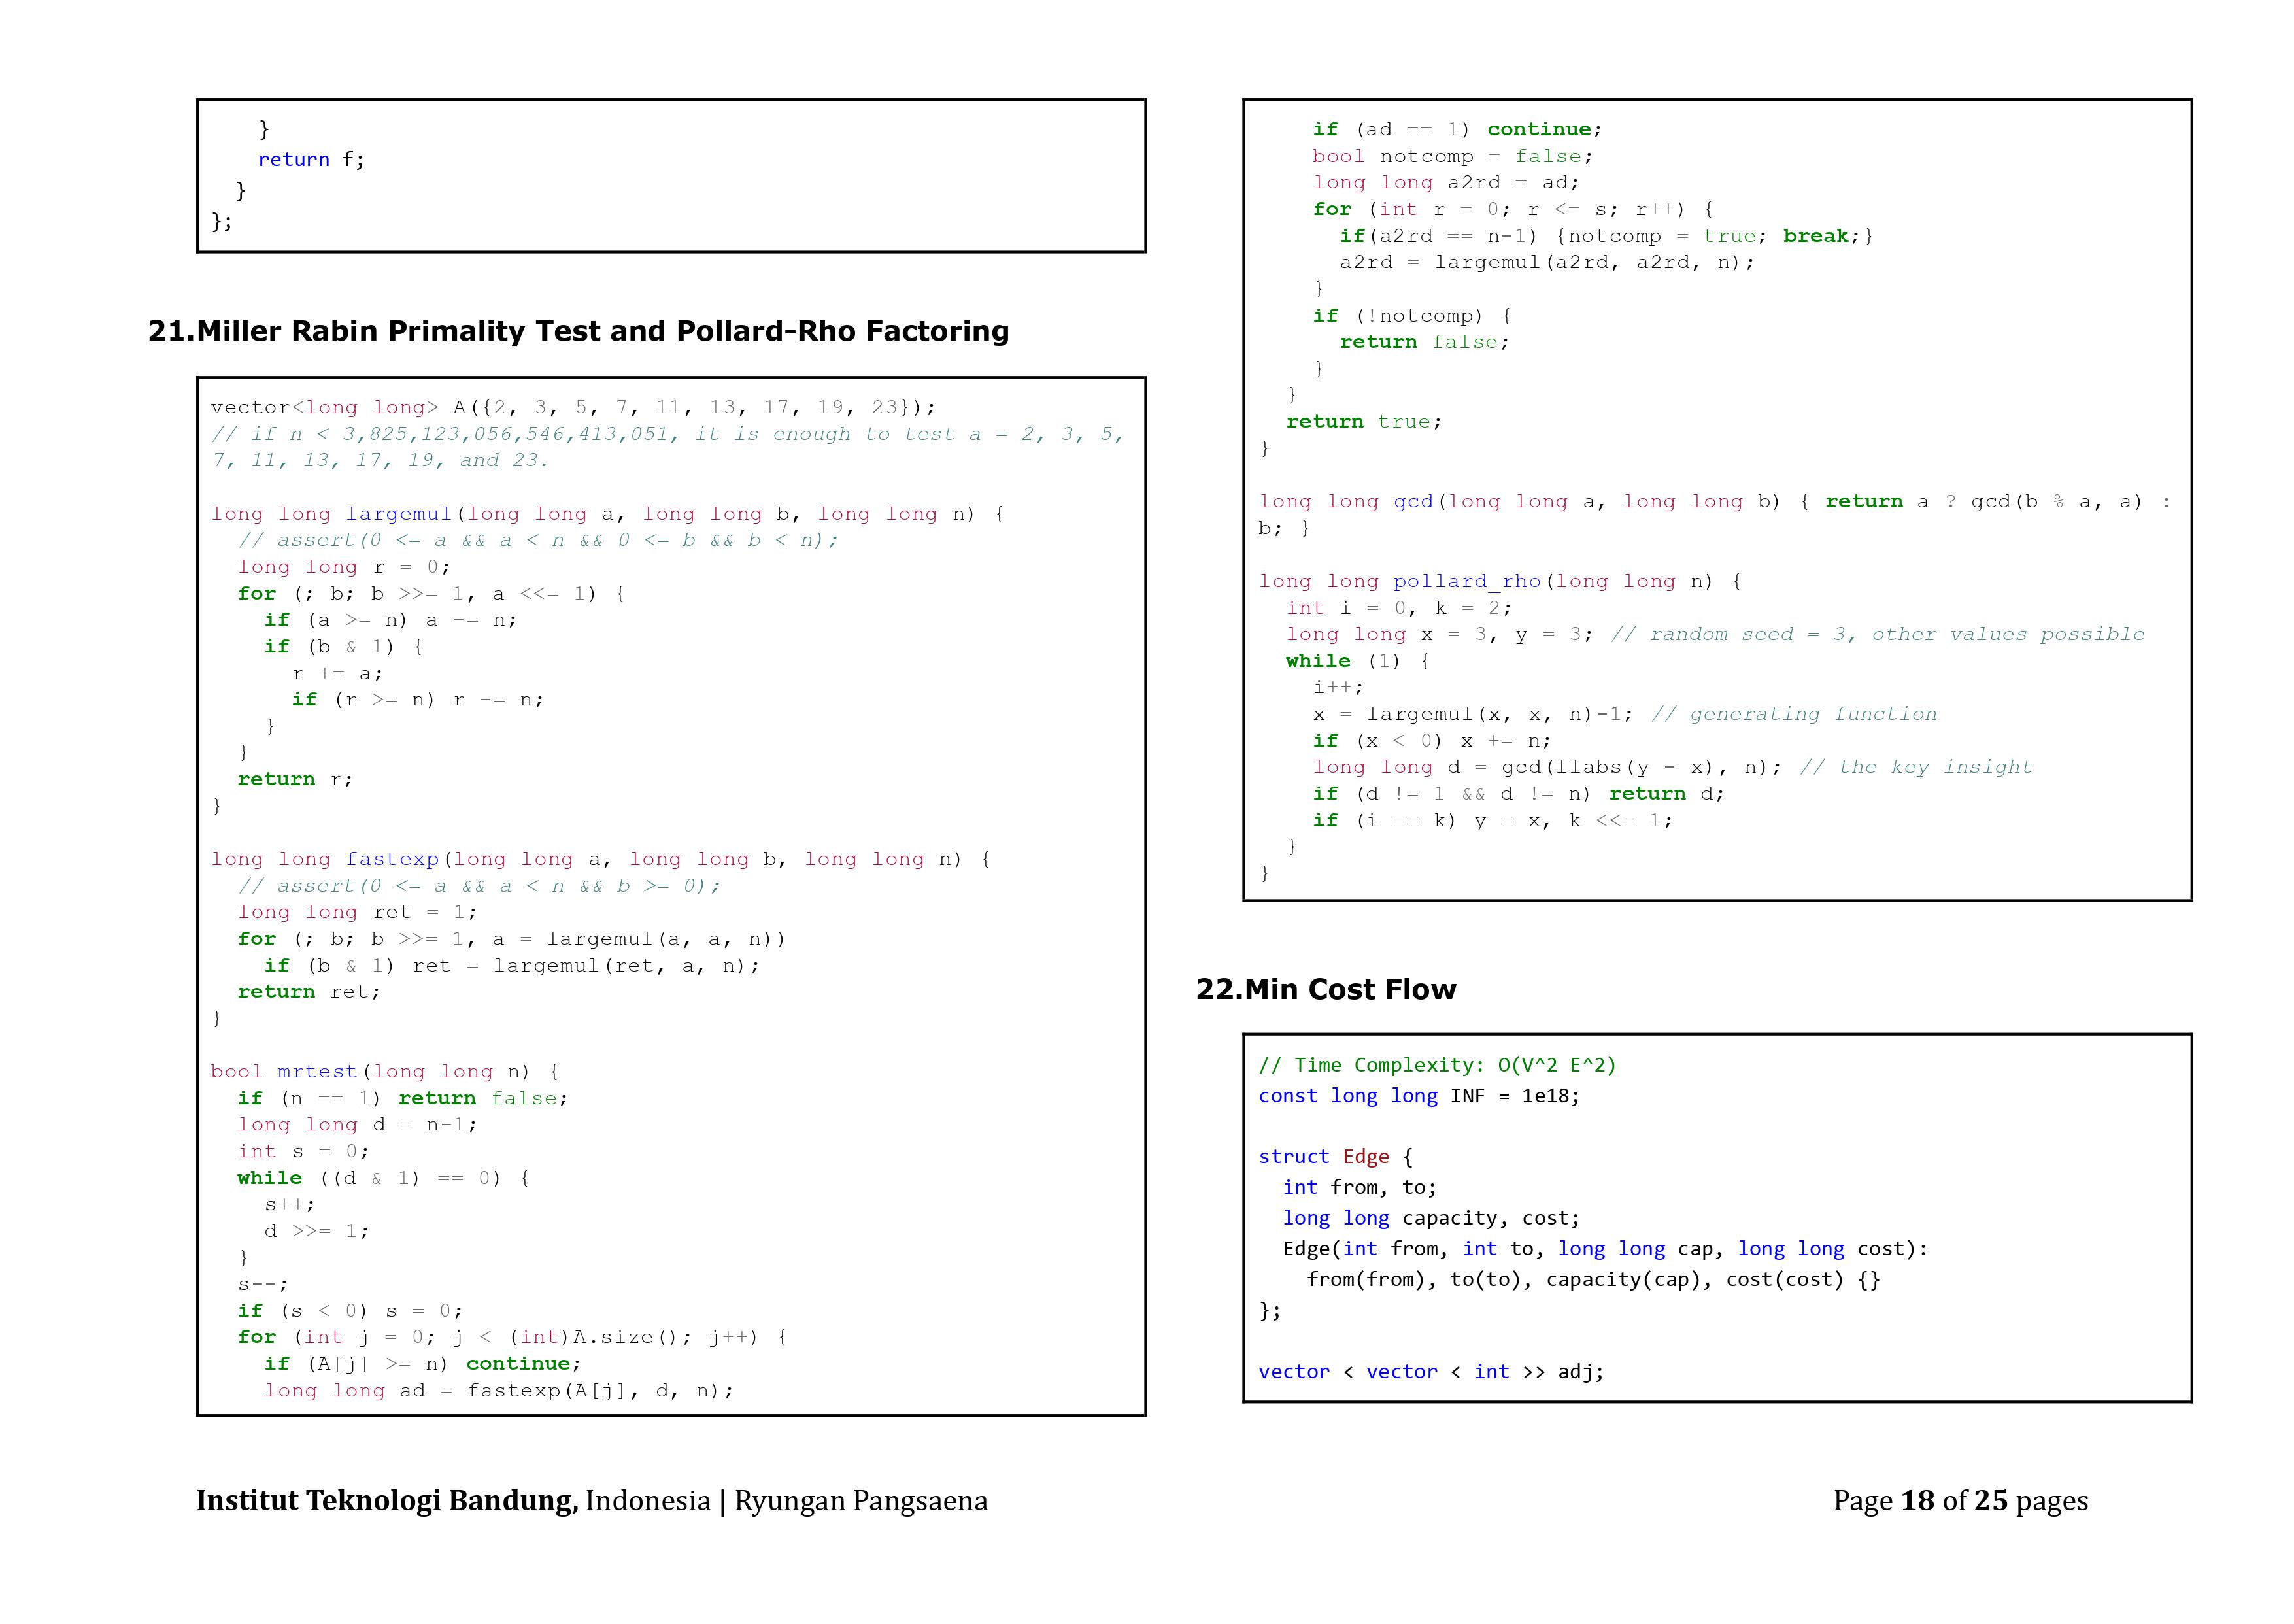 }
    return f;
  }
};
21.Miller Rabin Primality Test and Pollard-Rho Factoring
vector<long long> A({2, 3, 5, 7, 11, 13, 17, 19, 23});
// if n < 3,825,123,056,546,413,051, it is enough to test a = 2, 3, 5,
7, 11, 13, 17, 19, and 23.
long long largemul(long long a, long long b, long long n) {
  // assert(0 <= a && a < n && 0 <= b && b < n);
  long long r = 0;
  for (; b; b >>= 1, a <<= 1) {
    if (a >= n) a -= n;
    if (b & 1) {
      r += a;
      if (r >= n) r -= n;
    }
  }
  return r;
}
long long fastexp(long long a, long long b, long long n) {
  // assert(0 <= a && a < n && b >= 0);
  long long ret = 1;
  for (; b; b >>= 1, a = largemul(a, a, n))
    if (b & 1) ret = largemul(ret, a, n);
  return ret;
}
bool mrtest(long long n) {
  if (n == 1) return false;
  long long d = n-1;
  int s = 0;
  while ((d & 1) == 0) {
    s++;
    d >>= 1;
  }
  s--;
  if (s < 0) s = 0;
  for (int j = 0; j < (int)A.size(); j++) {
    if (A[j] >= n) continue;
    long long ad = fastexp(A[j], d, n);
    if (ad == 1) continue;
    bool notcomp = false;
    long long a2rd = ad;
    for (int r = 0; r <= s; r++) {
      if(a2rd == n-1) {notcomp = true; break;}
      a2rd = largemul(a2rd, a2rd, n);
    }
    if (!notcomp) {
      return false;
    }
  }
  return true;
}
long long gcd(long long a, long long b) { return a ? gcd(b % a, a) :
b; }
long long pollard_rho(long long n) {
  int i = 0, k = 2;
  long long x = 3, y = 3; // random seed = 3, other values possible
  while (1) {
    i++;
    x = largemul(x, x, n)-1; // generating function
    if (x < 0) x += n;
    long long d = gcd(llabs(y - x), n); // the key insight
    if (d != 1 && d != n) return d;
    if (i == k) y = x, k <<= 1;
  }
}
22.Min Cost Flow
// Time Complexity: O(V^2 E^2)
const long long INF = 1e18;
struct Edge {
  int from, to;
  long long capacity, cost;
  Edge(int from, int to, long long cap, long long cost):
    from(from), to(to), capacity(cap), cost(cost) {}
};
vector < vector < int >> adj;
Institut Teknologi Bandung, Indonesia | Ryungan Pangsaena
Page 18 of 25 pages